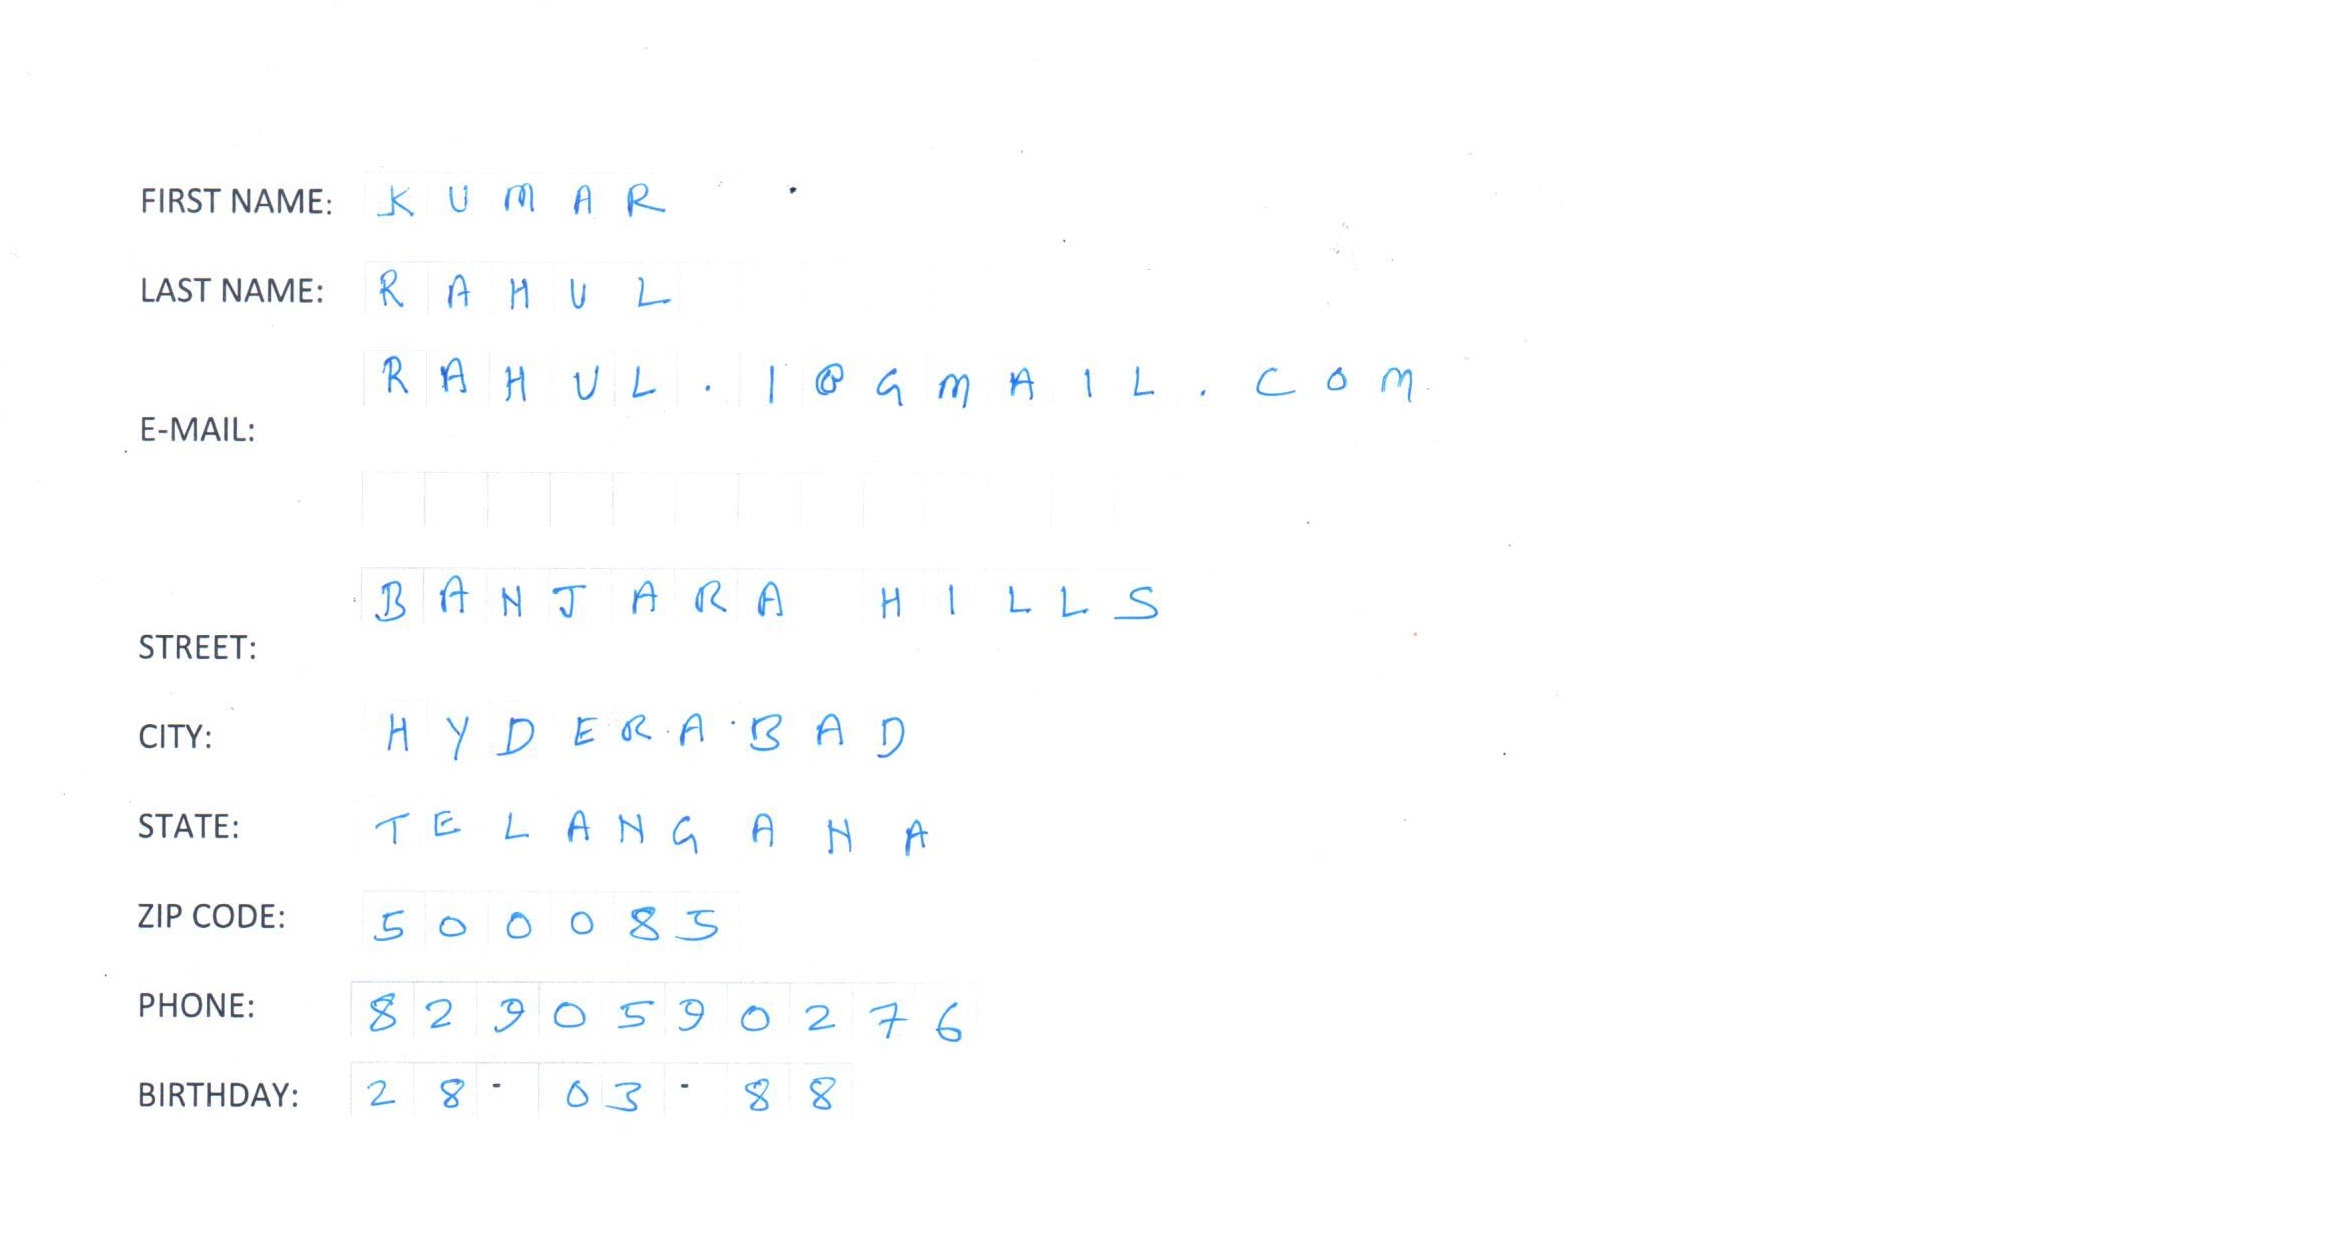 FIRST NAME: KUMAR
LAST NAME: RAHUL
E-MAIL: RAHUL.1@GMAIL.COM
STREET: BANJARA HILLS
CITY: HYDERABAD
STATE: TELANGANA
ZIP CODE: 500085
PHONE: 8290590276
BIRTHDAY: 28-03-88